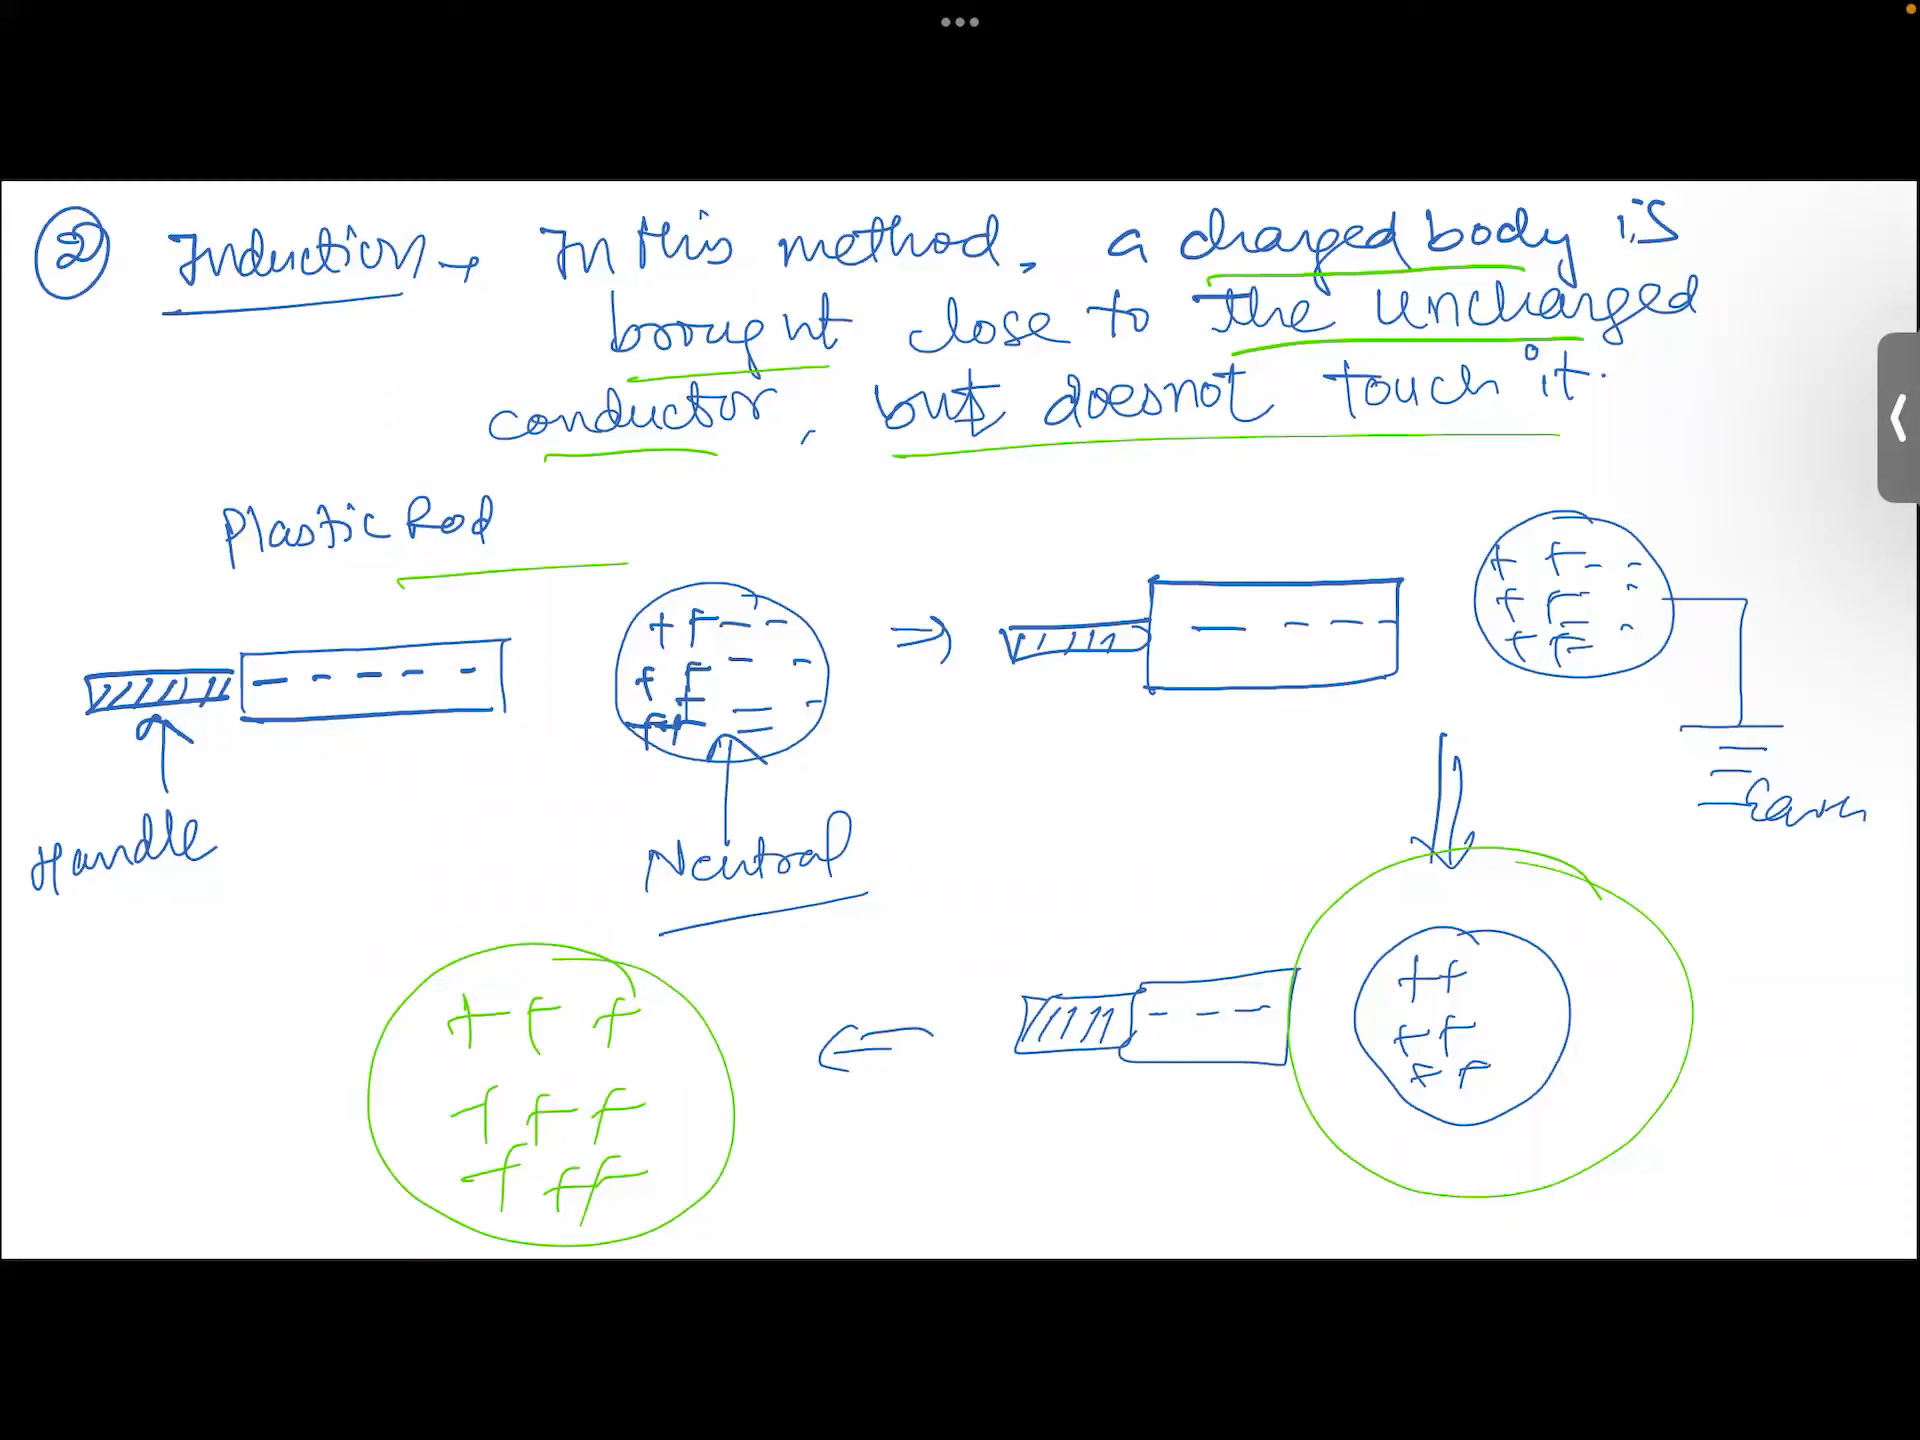 ② Induction → In this method, a charged body is
brought close to the uncharged
conductor, but doesnot touch it.
Plastic Rod
+ + - -
+ + - -
+ + = -
+ +
- - - - -
⇒
- - - -
+ + - -
+ + - -
+ + - -
Handle
Neutral
Earth
+ +
+ +
+ +
- - -
⇐
+ + +
+ + +
+ + +